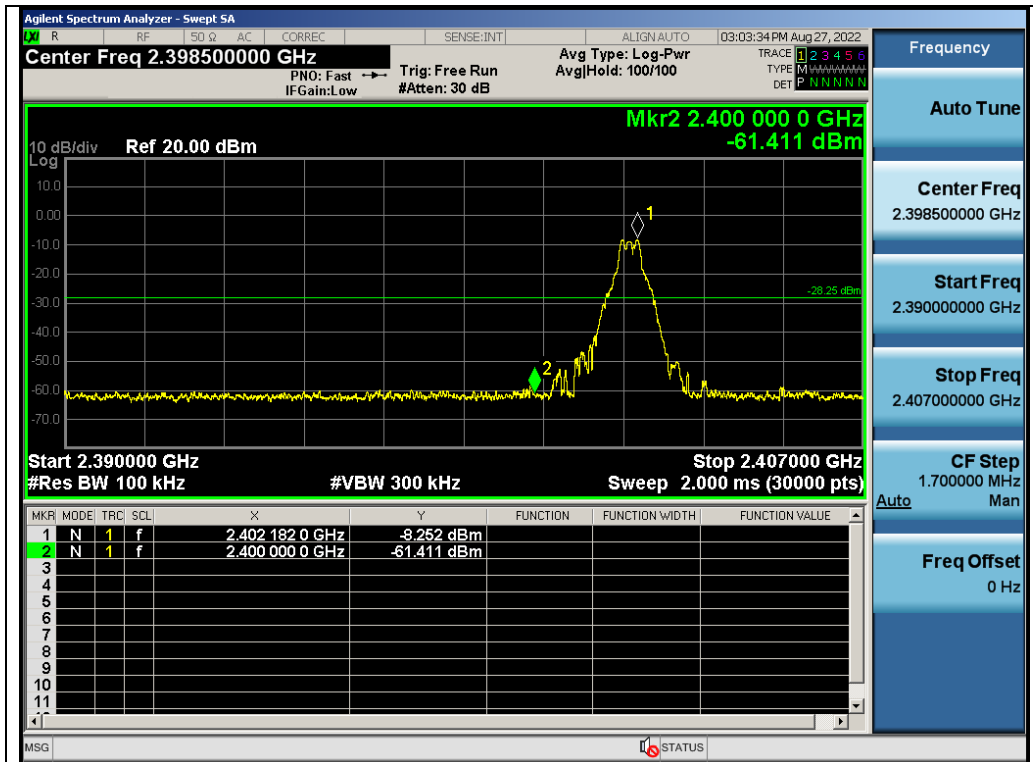 Agilent Spectrum Analyzer - Swept SA
LXI R RF 50 Ω AC CORREC SENSE:INT ALIGN AUTO 03:03:34 PM Aug 27, 2022
Center Freq 2.398500000 GHz
PNO: Fast
IFGain:Low
Trig: Free Run
#Atten: 30 dB
Avg Type: Log-Pwr
Avg|Hold: 100/100
TRACE 1 2 3 4 5 6
TYPE M
DET P N N N N N
Mkr2 2.400 000 0 GHz
-61.411 dBm
10 dB/div Ref 20.00 dBm
Log
10.0
0.00
-10.0
-20.0
-30.0
-40.0
-50.0
-60.0
-70.0
1
-28.25 dBm
2
Start 2.390000 GHz Stop 2.407000 GHz
#Res BW 100 kHz #VBW 300 kHz Sweep 2.000 ms (30000 pts)
MKR MODE TRC SCL X Y FUNCTION FUNCTION WIDTH FUNCTION VALUE
1 N 1 f 2.402 182 0 GHz -8.252 dBm
2 N 1 f 2.400 000 0 GHz -61.411 dBm
3
4
5
6
7
8
9
10
11
MSG STATUS
Frequency
Auto Tune
Center Freq
2.398500000 GHz
Start Freq
2.390000000 GHz
Stop Freq
2.407000000 GHz
CF Step
1.700000 MHz
Auto Man
Freq Offset
0 Hz